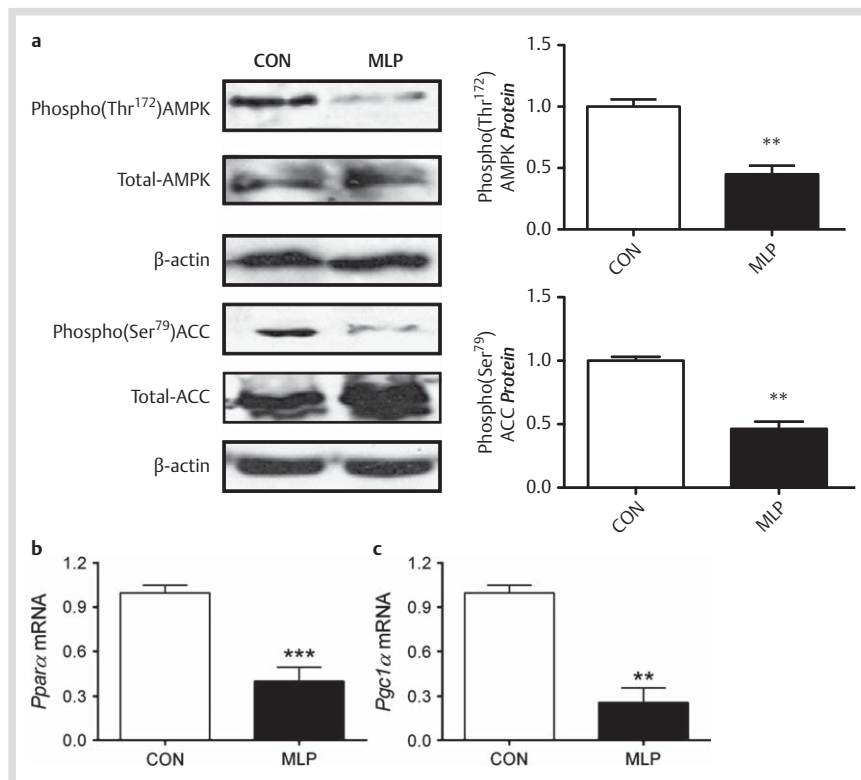 a
CON MLP
Phospho(Thr¹⁷²)AMPK
Total-AMPK
β-actin
Phospho(Ser⁷⁹)ACC
Total-ACC
β-actin
Phospho(Thr¹⁷²)
AMPK Protein
1.5
1.0
0.5
0.0
**
CON
MLP
Phospho(Ser⁷⁹)
ACC Protein
1.5
1.0
0.5
0.0
**
CON
MLP
b
Pparα mRNA
1.2
0.9
0.6
0.3
0.0
***
CON MLP
c
Pgc1α mRNA
1.2
0.9
0.6
0.3
0.0
**
CON MLP